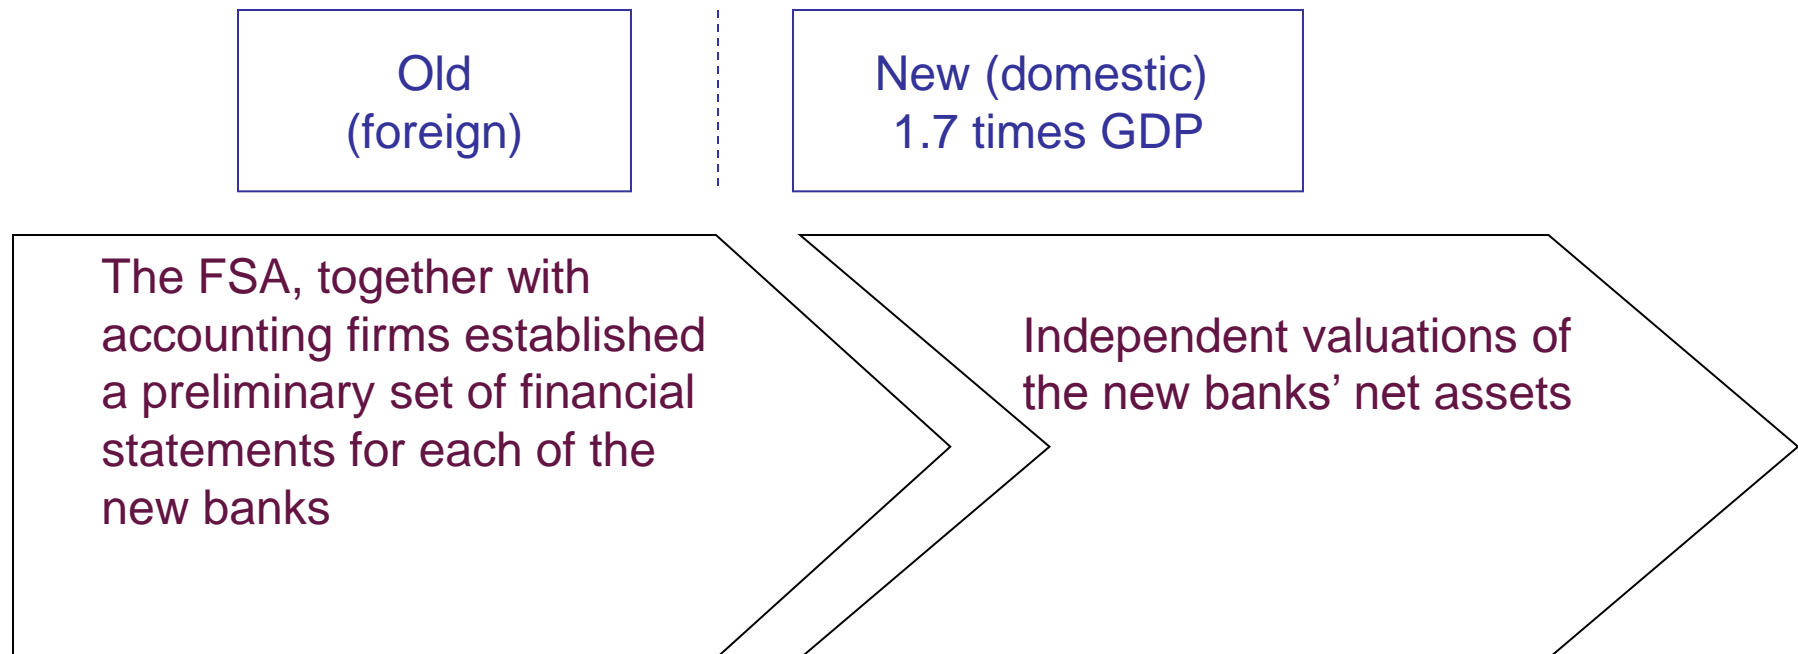 Old
(foreign)
New (domestic)
1.7 times GDP
The FSA, together with
accounting firms established
a preliminary set of financial
statements for each of the
new banks
Independent valuations of
the new banks’ net assets